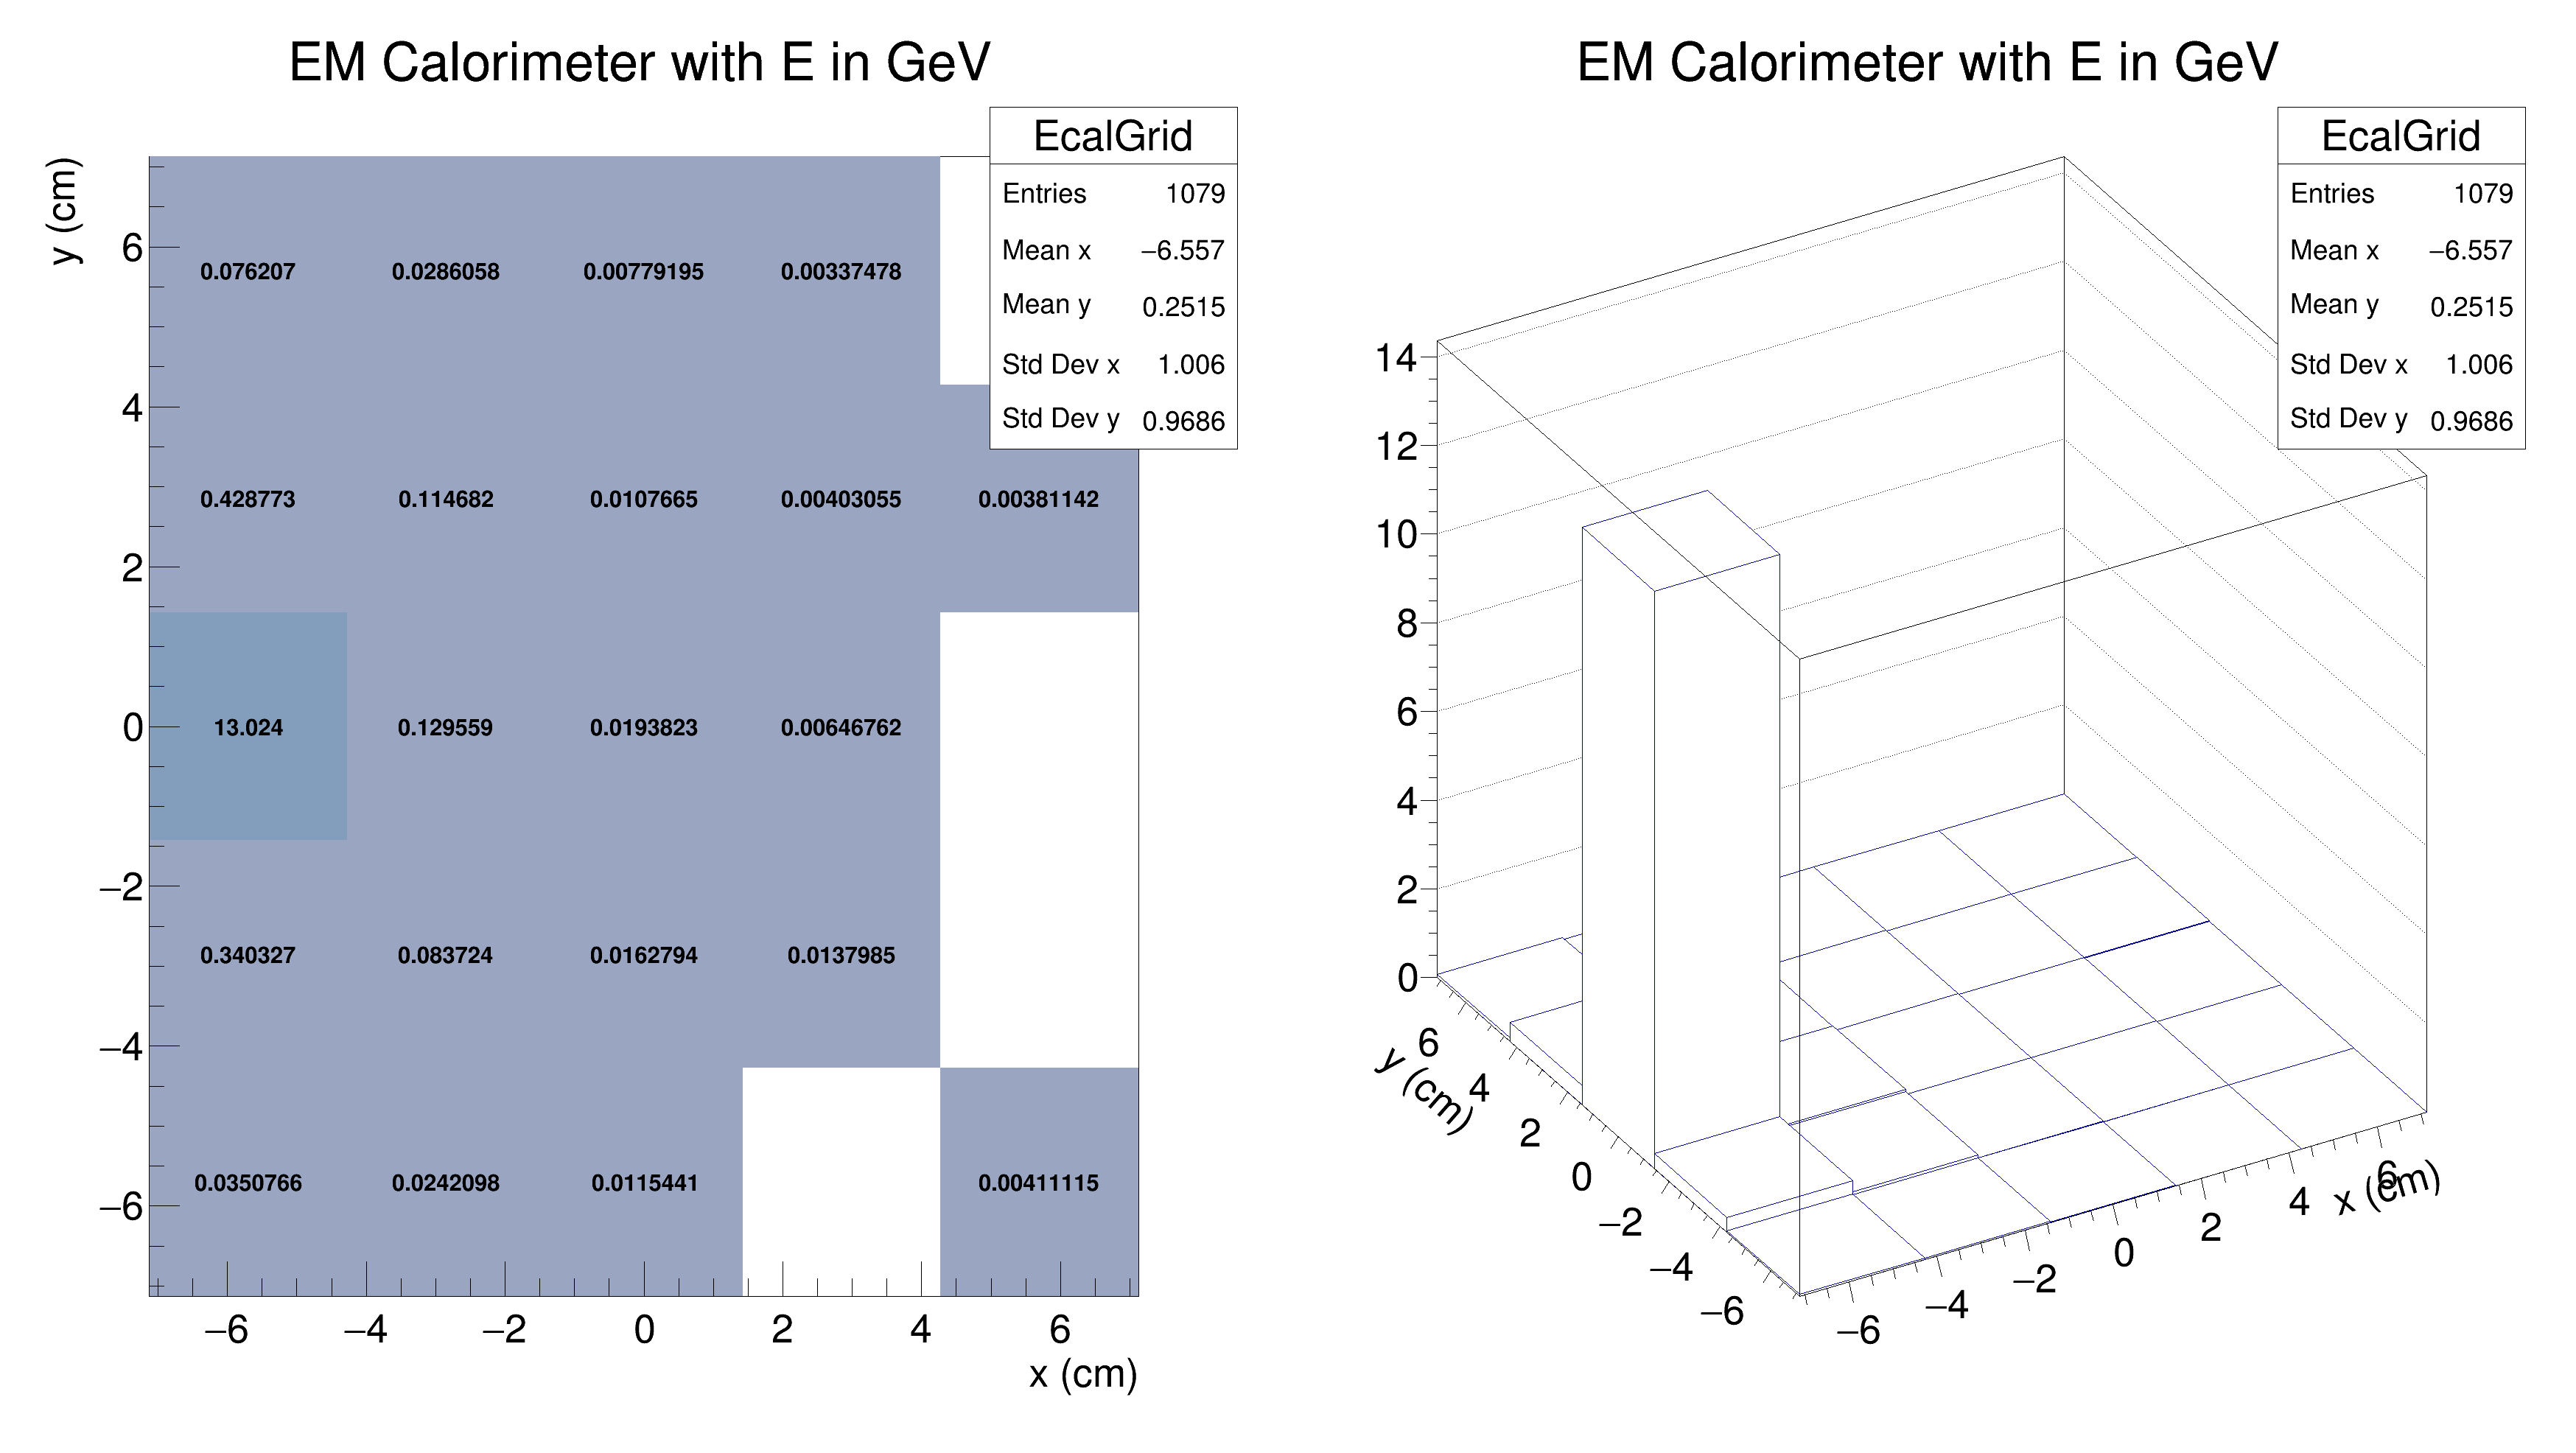 EM Calorimeter with E in GeV
EcalGrid
Entries 1079
Mean x −6.557
Mean y 0.2515
Std Dev x 1.006
Std Dev y 0.9686
y (cm)
6
4
2
0
−2
−4
−6
0.076207 0.0286058 0.00779195 0.00337478
0.428773 0.114682 0.0107665 0.00403055 0.00381142
13.024 0.129559 0.0193823 0.00646762
0.340327 0.083724 0.0162794 0.0137985
0.0350766 0.0242098 0.0115441 0.00411115
−6 −4 −2 0 2 4 6
x (cm)
EM Calorimeter with E in GeV
EcalGrid
Entries 1079
Mean x −6.557
Mean y 0.2515
Std Dev x 1.006
Std Dev y 0.9686
14
12
10
8
6
4
2
0
y (cm)
6
4
2
0
−2
−4
−6
−6
−4
−2
0
2
4
6
x (cm)